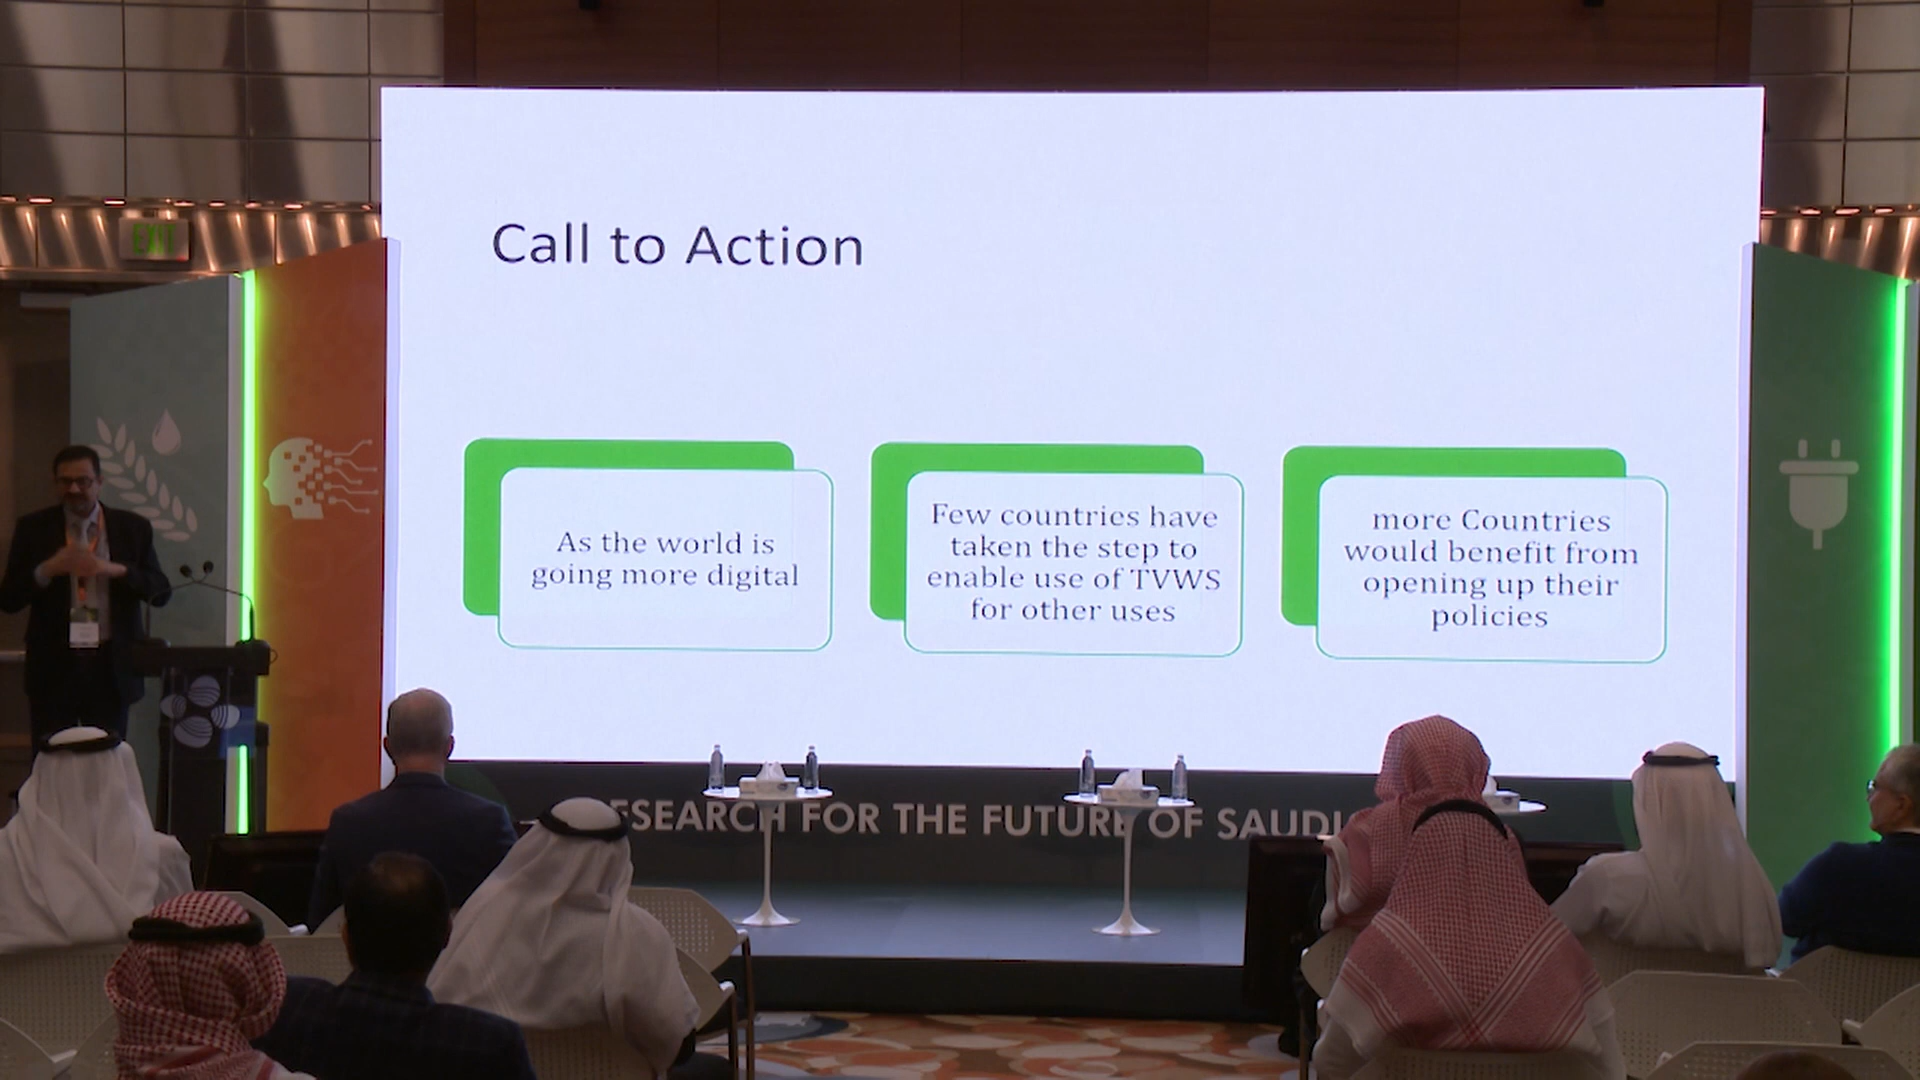 EXIT
Call to Action
As the world is
going more digital
Few countries have
taken the step to
enable use of TVWS
for other uses
more Countries
would benefit from
opening up their
policies
ESEARCH FOR THE FUTURE OF SAUDI